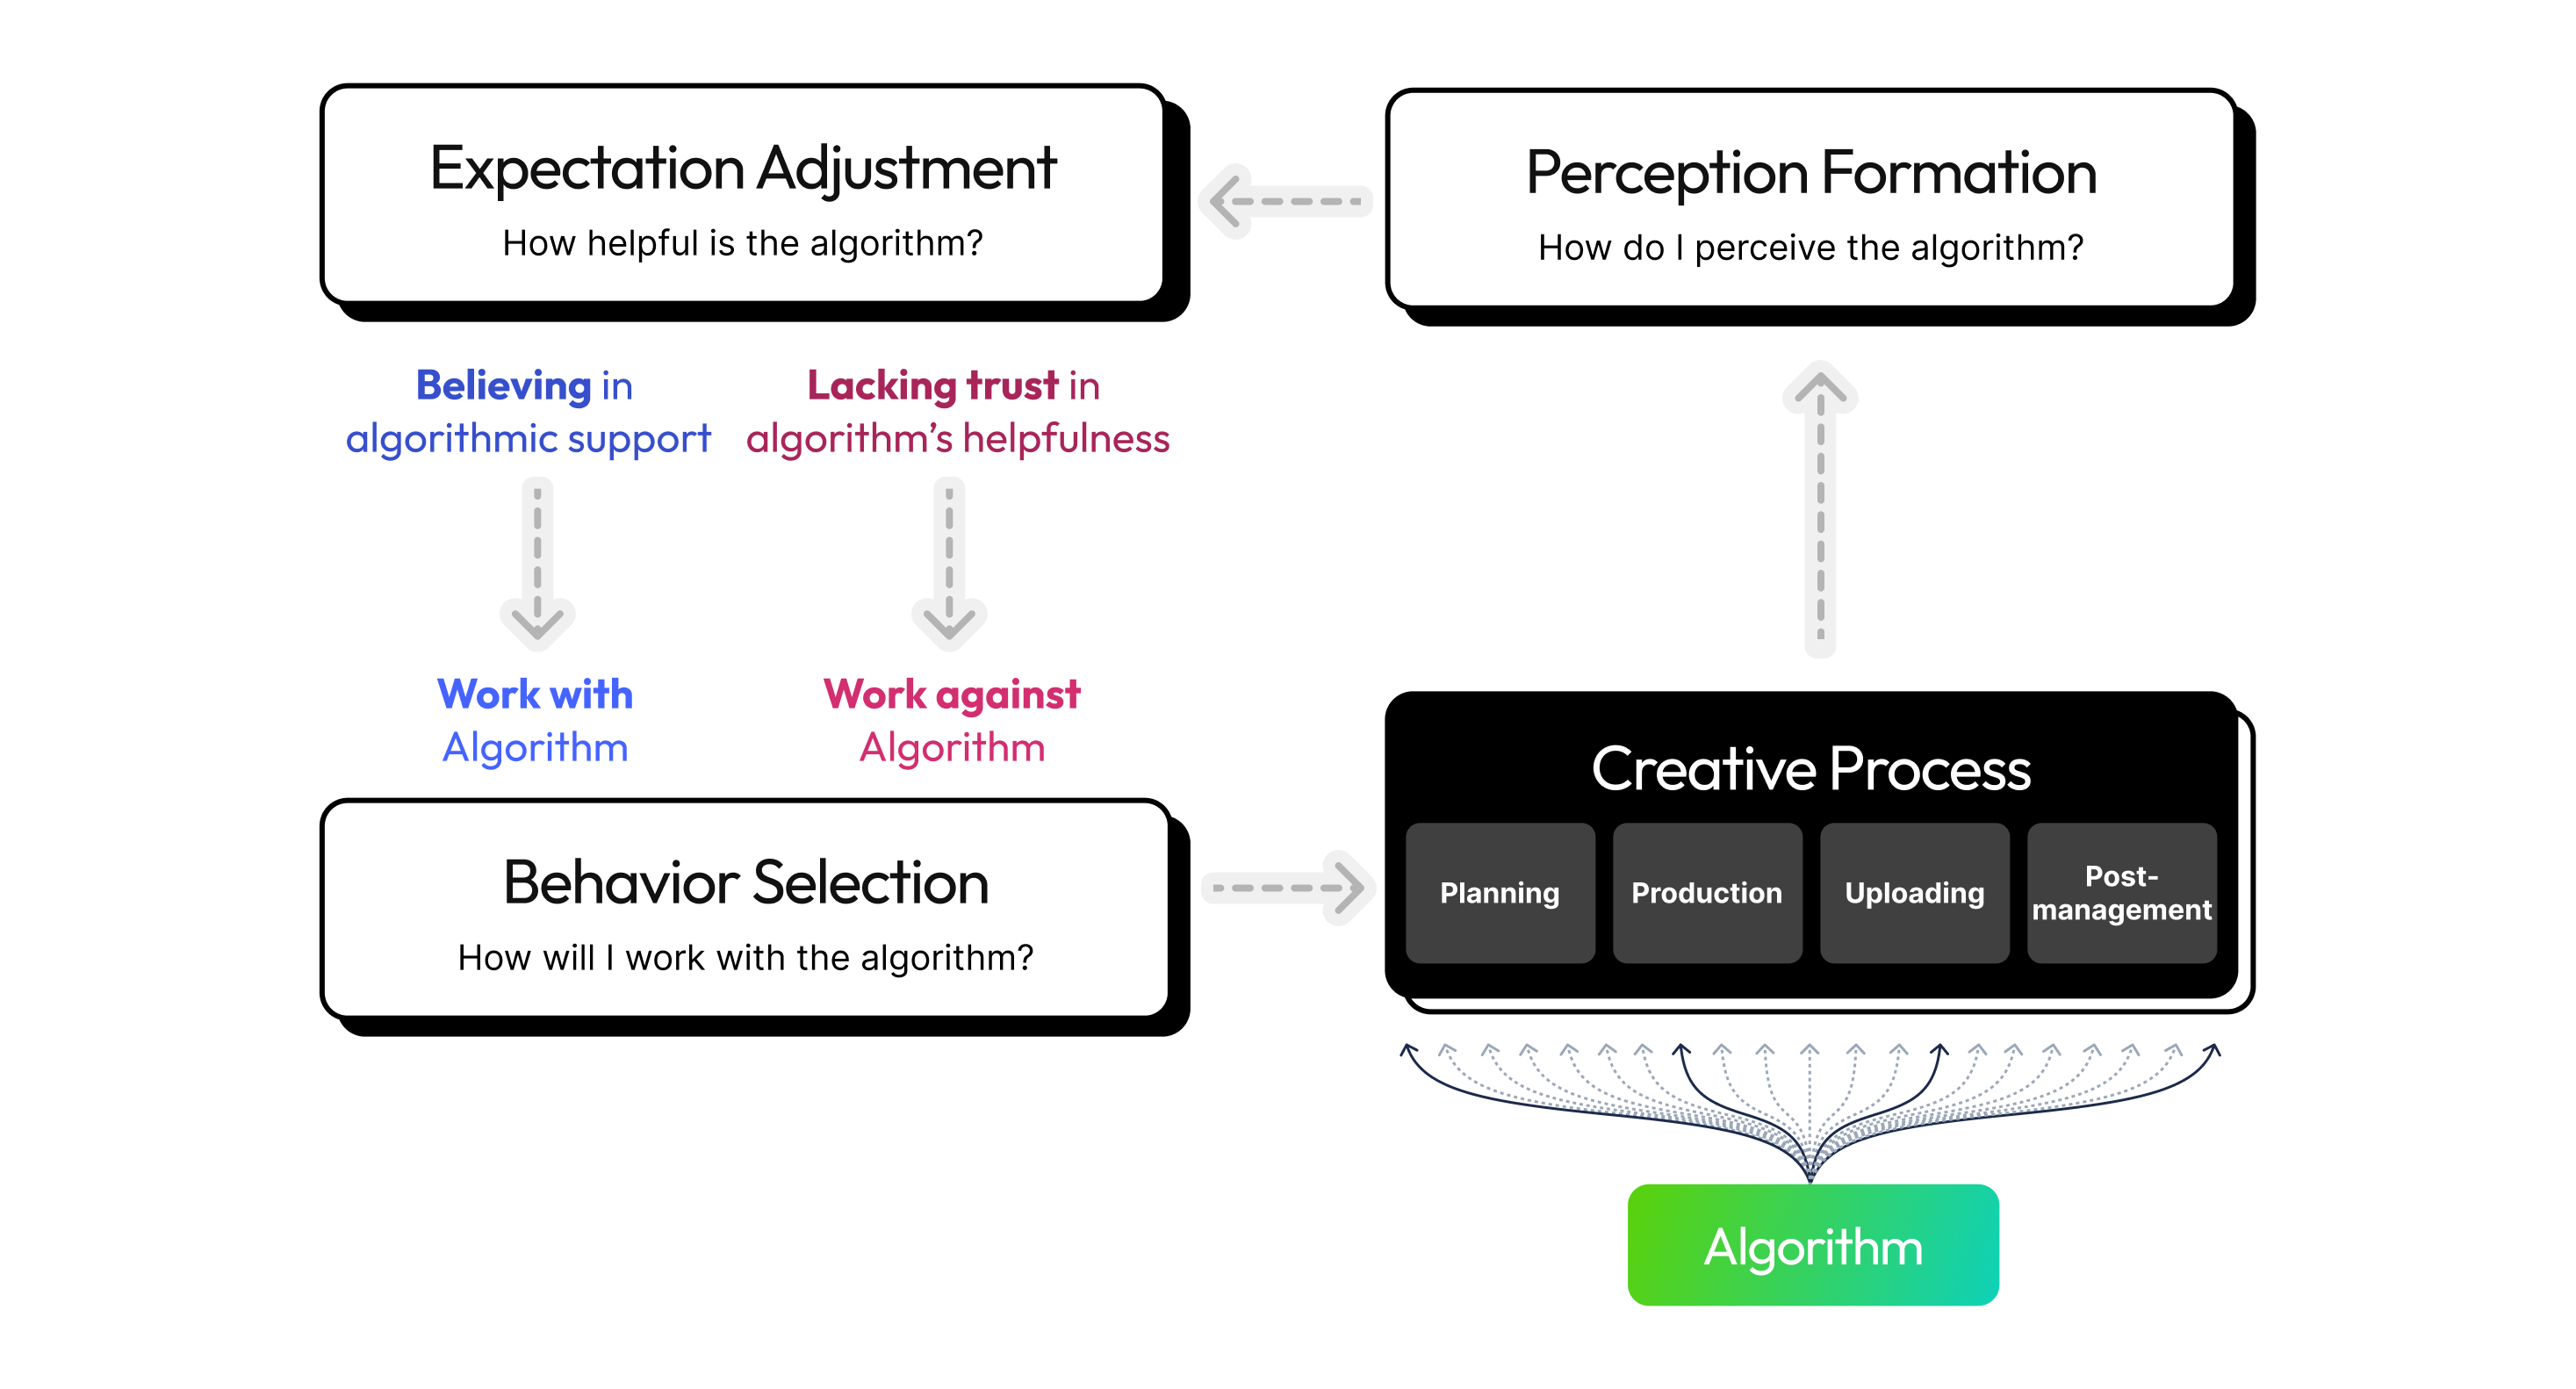 Expectation Adjustment
How helpful is the algorithm?
Perception Formation
How do I perceive the algorithm?
Believing in
algorithmic support
Lacking trust in
algorithm’s helpfulness
Work with
Algorithm
Work against
Algorithm
Behavior Selection
How will I work with the algorithm?
Creative Process
Planning
Production
Uploading
Post-
management
Algorithm